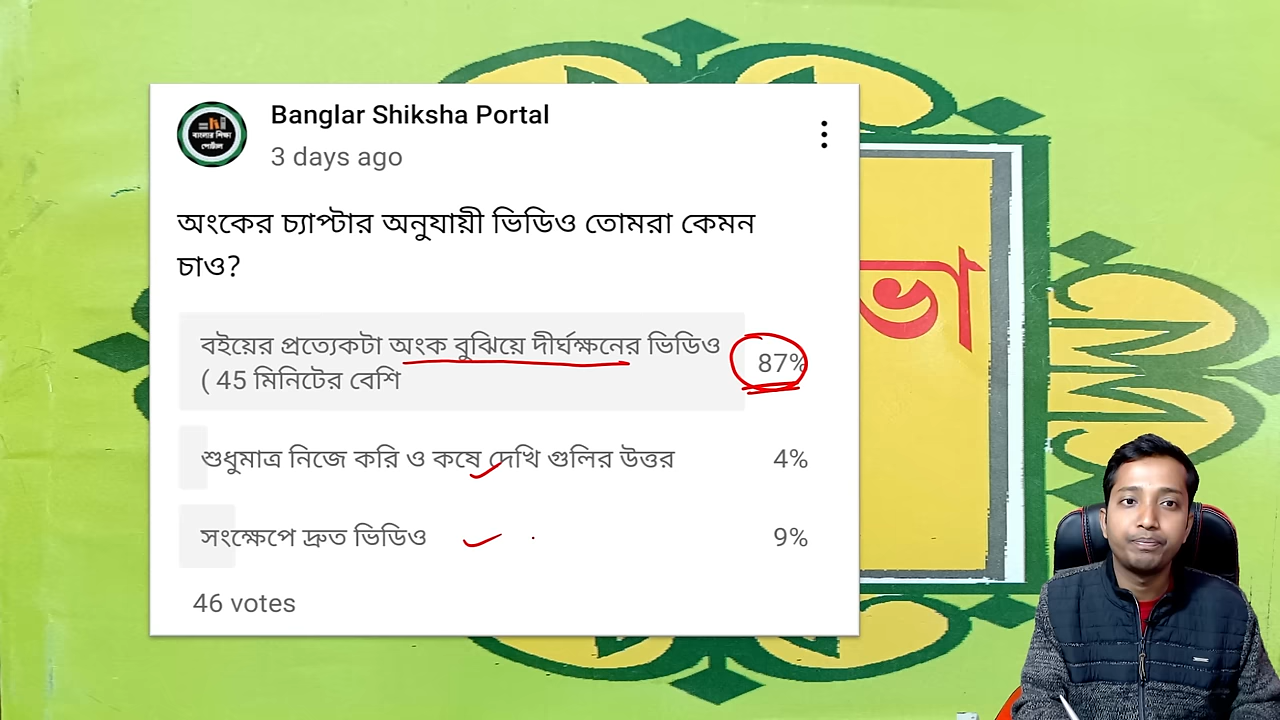 বাংলার শিক্ষা
পোর্টাল
Banglar Shiksha Portal
3 days ago
অংকের চ্যাপ্টার অনুযায়ী ভিডিও তোমরা কেমন
চাও?
বইয়ের প্রত্যেকটা অংক বুঝিয়ে দীর্ঘক্ষনের ভিডিও
( 45 মিনিটের বেশি
87%
শুধুমাত্র নিজে করি ও কষে দেখি গুলির উত্তর
4%
সংক্ষেপে দ্রুত ভিডিও
9%
46 votes